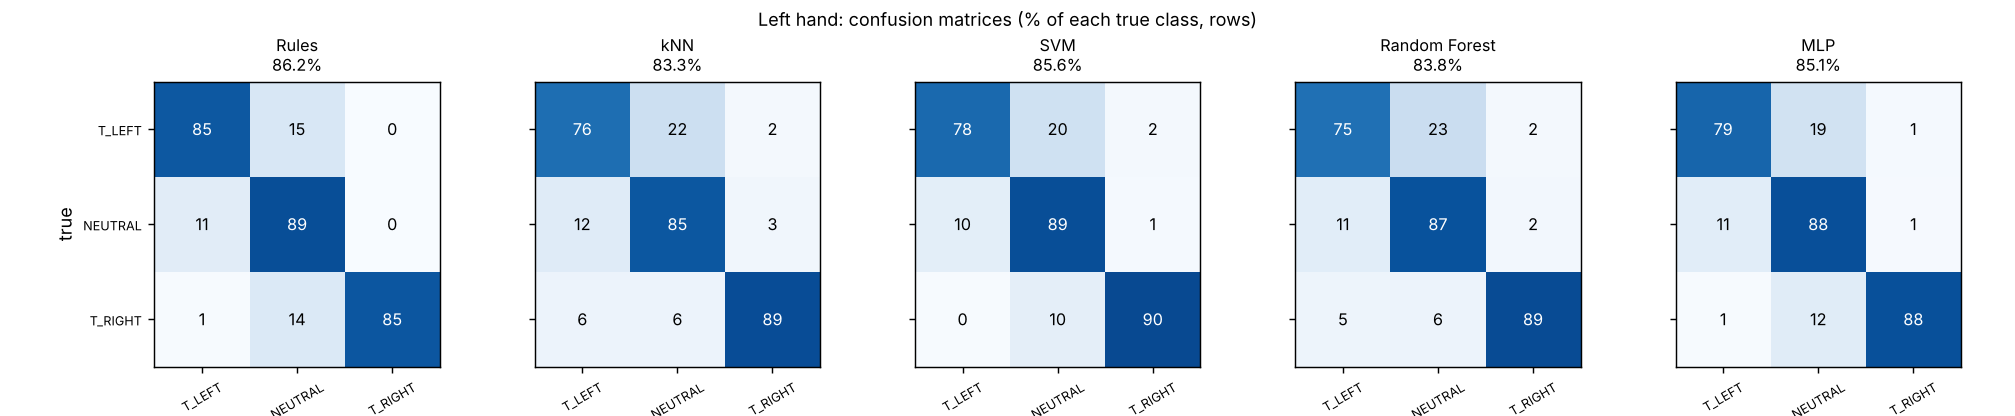 Left hand: confusion matrices (% of each true class, rows)
Rules
86.2%
kNN
83.3%
SVM
85.6%
Random Forest
83.8%
MLP
85.1%
true
T_LEFT
NEUTRAL
T_RIGHT
85 15 0
11 89 0
1 14 85
T_LEFT NEUTRAL T_RIGHT
76 22 2
12 85 3
6 6 89
T_LEFT NEUTRAL T_RIGHT
78 20 2
10 89 1
0 10 90
T_LEFT NEUTRAL T_RIGHT
75 23 2
11 87 2
5 6 89
T_LEFT NEUTRAL T_RIGHT
79 19 1
11 88 1
1 12 88
T_LEFT NEUTRAL T_RIGHT